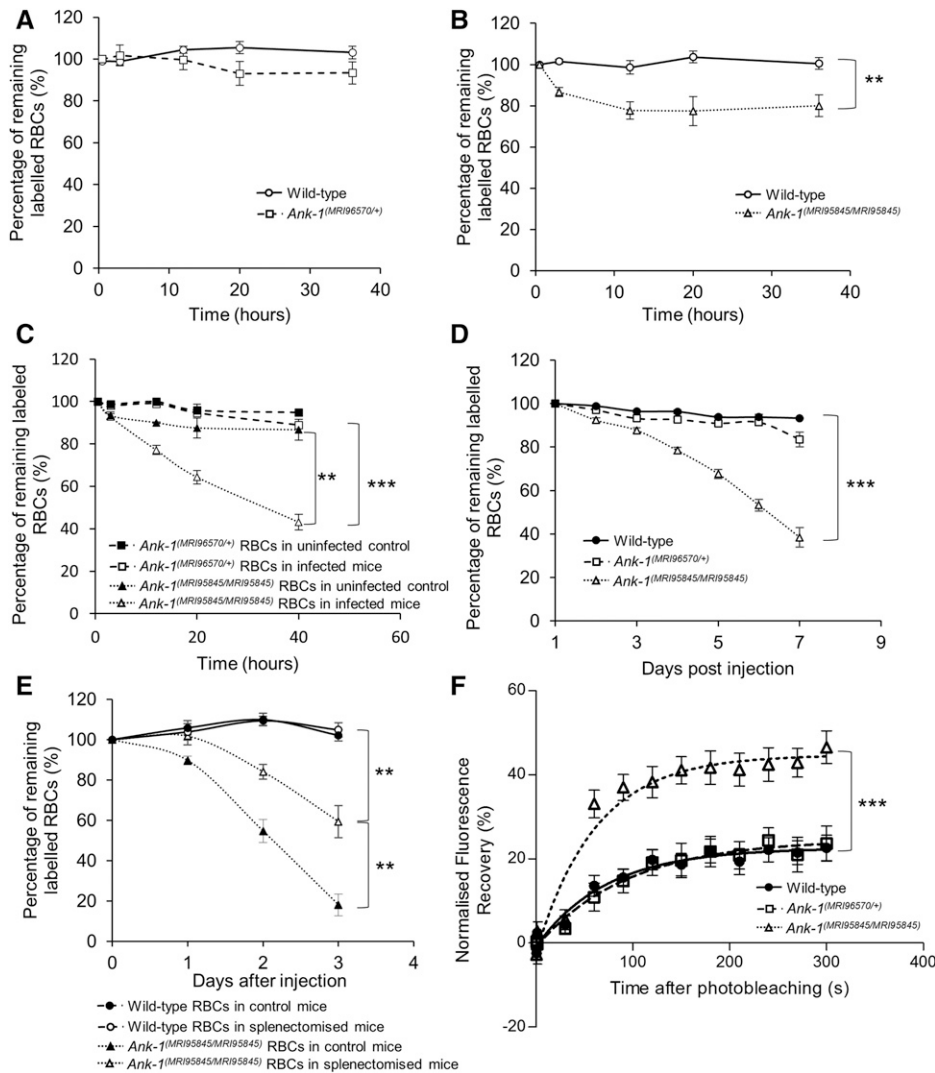 A
120
100
80
60
40
20
0
Percentage of remaining
labelled RBCs (%)
Wild-type
Ank-1(MRI96570/+)
0 10 20 30 40
Time (hours)
B
120
100
80
60
40
20
0
Percentage of remaining
labelled RBCs (%)
**
Wild-type
Ank-1(MRI95845/MRI95845)
0 10 20 30 40
Time (hours)
C
120
100
80
60
40
20
0
Percentage of remaining labeled
RBCs (%)
**
***
Ank-1(MRI96570/+) RBCs in uninfected control
Ank-1(MRI96570/+) RBCs in infected mice
Ank-1(MRI95845/MRI95845) RBCs in uninfected control
Ank-1(MRI95845/MRI95845) RBCs in infected mice
0 20 40 60
Time (hours)
D
120
100
80
60
40
20
0
Percentage of remaining labelled
RBCs (%)
***
Wild-type
Ank-1(MRI96570/+)
Ank-1(MRI95845/MRI95845)
1 3 5 7 9
Days post injection
E
120
100
80
60
40
20
0
Percentage of remaining
labelled RBCs (%)
**
**
0 1 2 3 4
Days after injection
Wild-type RBCs in control mice
Wild-type RBCs in splenectomised mice
Ank-1(MRI95845/MRI95845) RBCs in control mice
Ank-1(MRI95845/MRI95845) RBCs in splenectomised mice
F
60
40
20
0
-20
Normalised Fluorescence
Recovery (%)
***
Wild-type
Ank-1(MRI96570/+)
Ank-1(MRI95845/MRI95845)
100 200 300 400
Time after photobleaching (s)